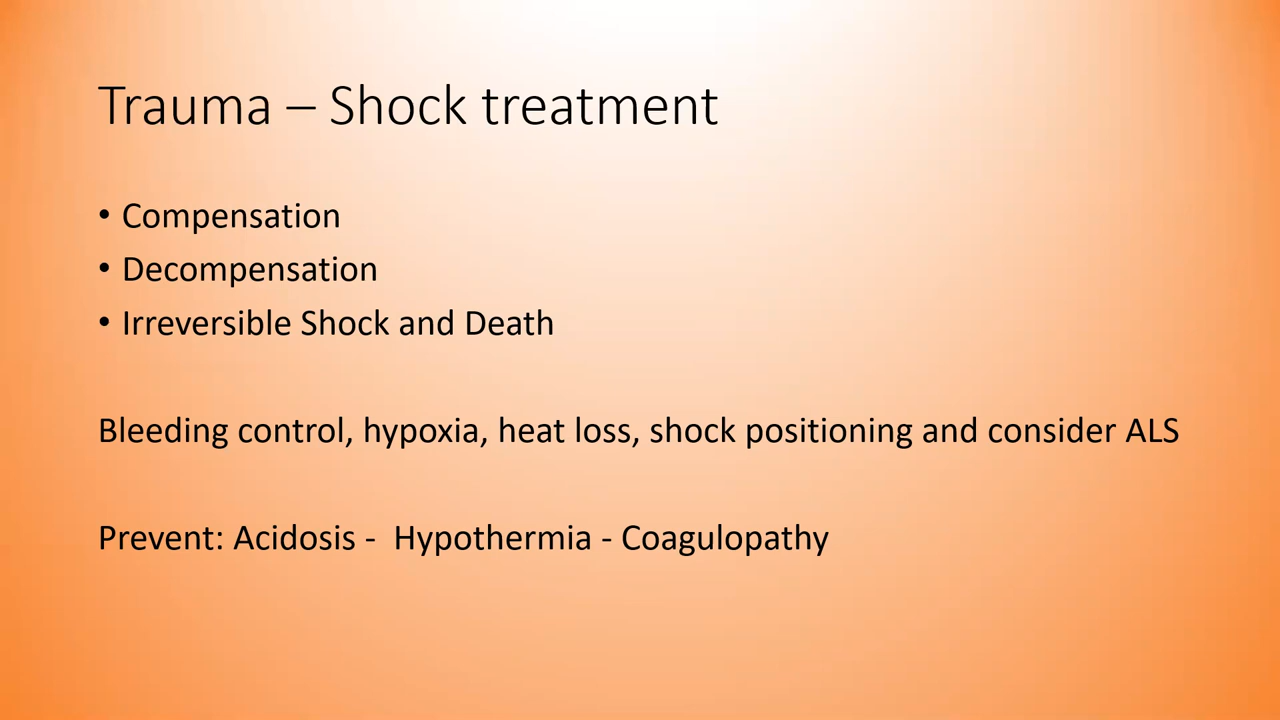 Trauma – Shock treatment
• Compensation
• Decompensation
• Irreversible Shock and Death
Bleeding control, hypoxia, heat loss, shock positioning and consider ALS
Prevent: Acidosis -  Hypothermia - Coagulopathy